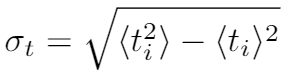 σ_t = √(⟨t_i^2⟩ − ⟨t_i⟩^2)